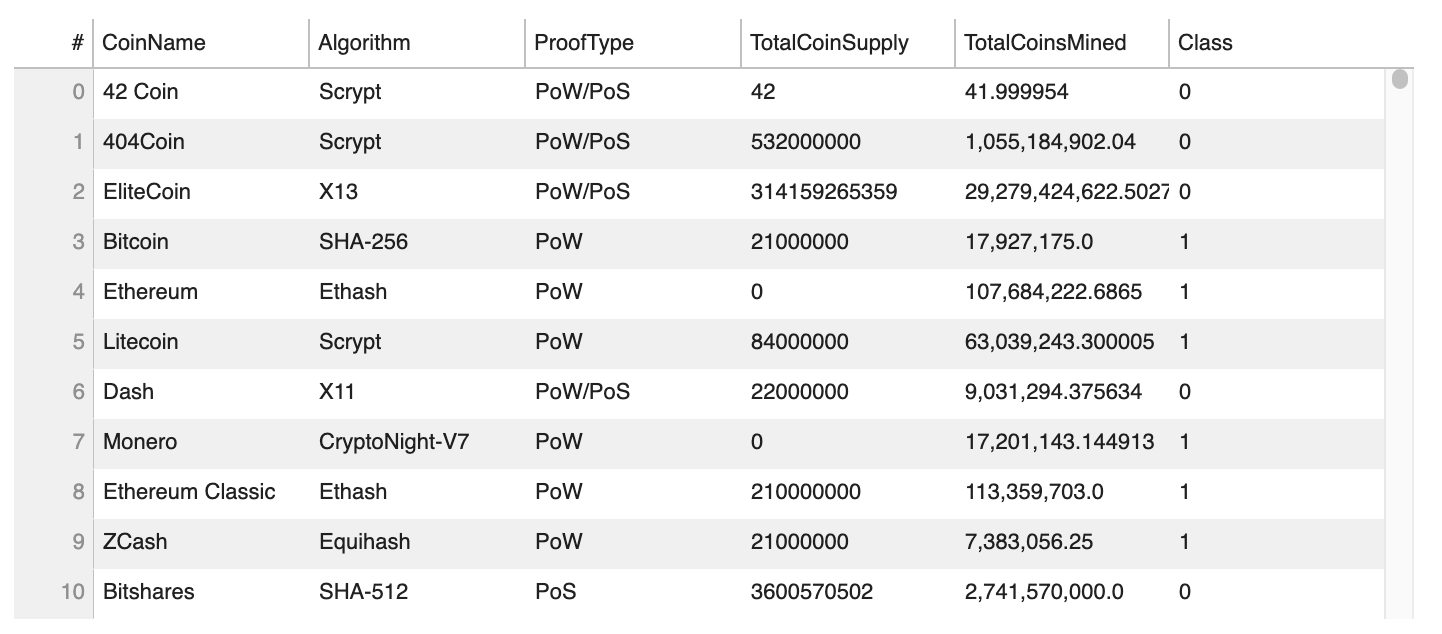 # CoinName Algorithm ProofType TotalCoinSupply TotalCoinsMined Class
0 42 Coin Scrypt PoW/PoS 42 41.999954 0
1 404Coin Scrypt PoW/PoS 532000000 1,055,184,902.04 0
2 EliteCoin X13 PoW/PoS 314159265359 29,279,424,622.5027 0
3 Bitcoin SHA-256 PoW 21000000 17,927,175.0 1
4 Ethereum Ethash PoW 0 107,684,222.6865 1
5 Litecoin Scrypt PoW 84000000 63,039,243.300005 1
6 Dash X11 PoW/PoS 22000000 9,031,294.375634 0
7 Monero CryptoNight-V7 PoW 0 17,201,143.144913 1
8 Ethereum Classic Ethash PoW 210000000 113,359,703.0 1
9 ZCash Equihash PoW 21000000 7,383,056.25 1
10 Bitshares SHA-512 PoS 3600570502 2,741,570,000.0 0